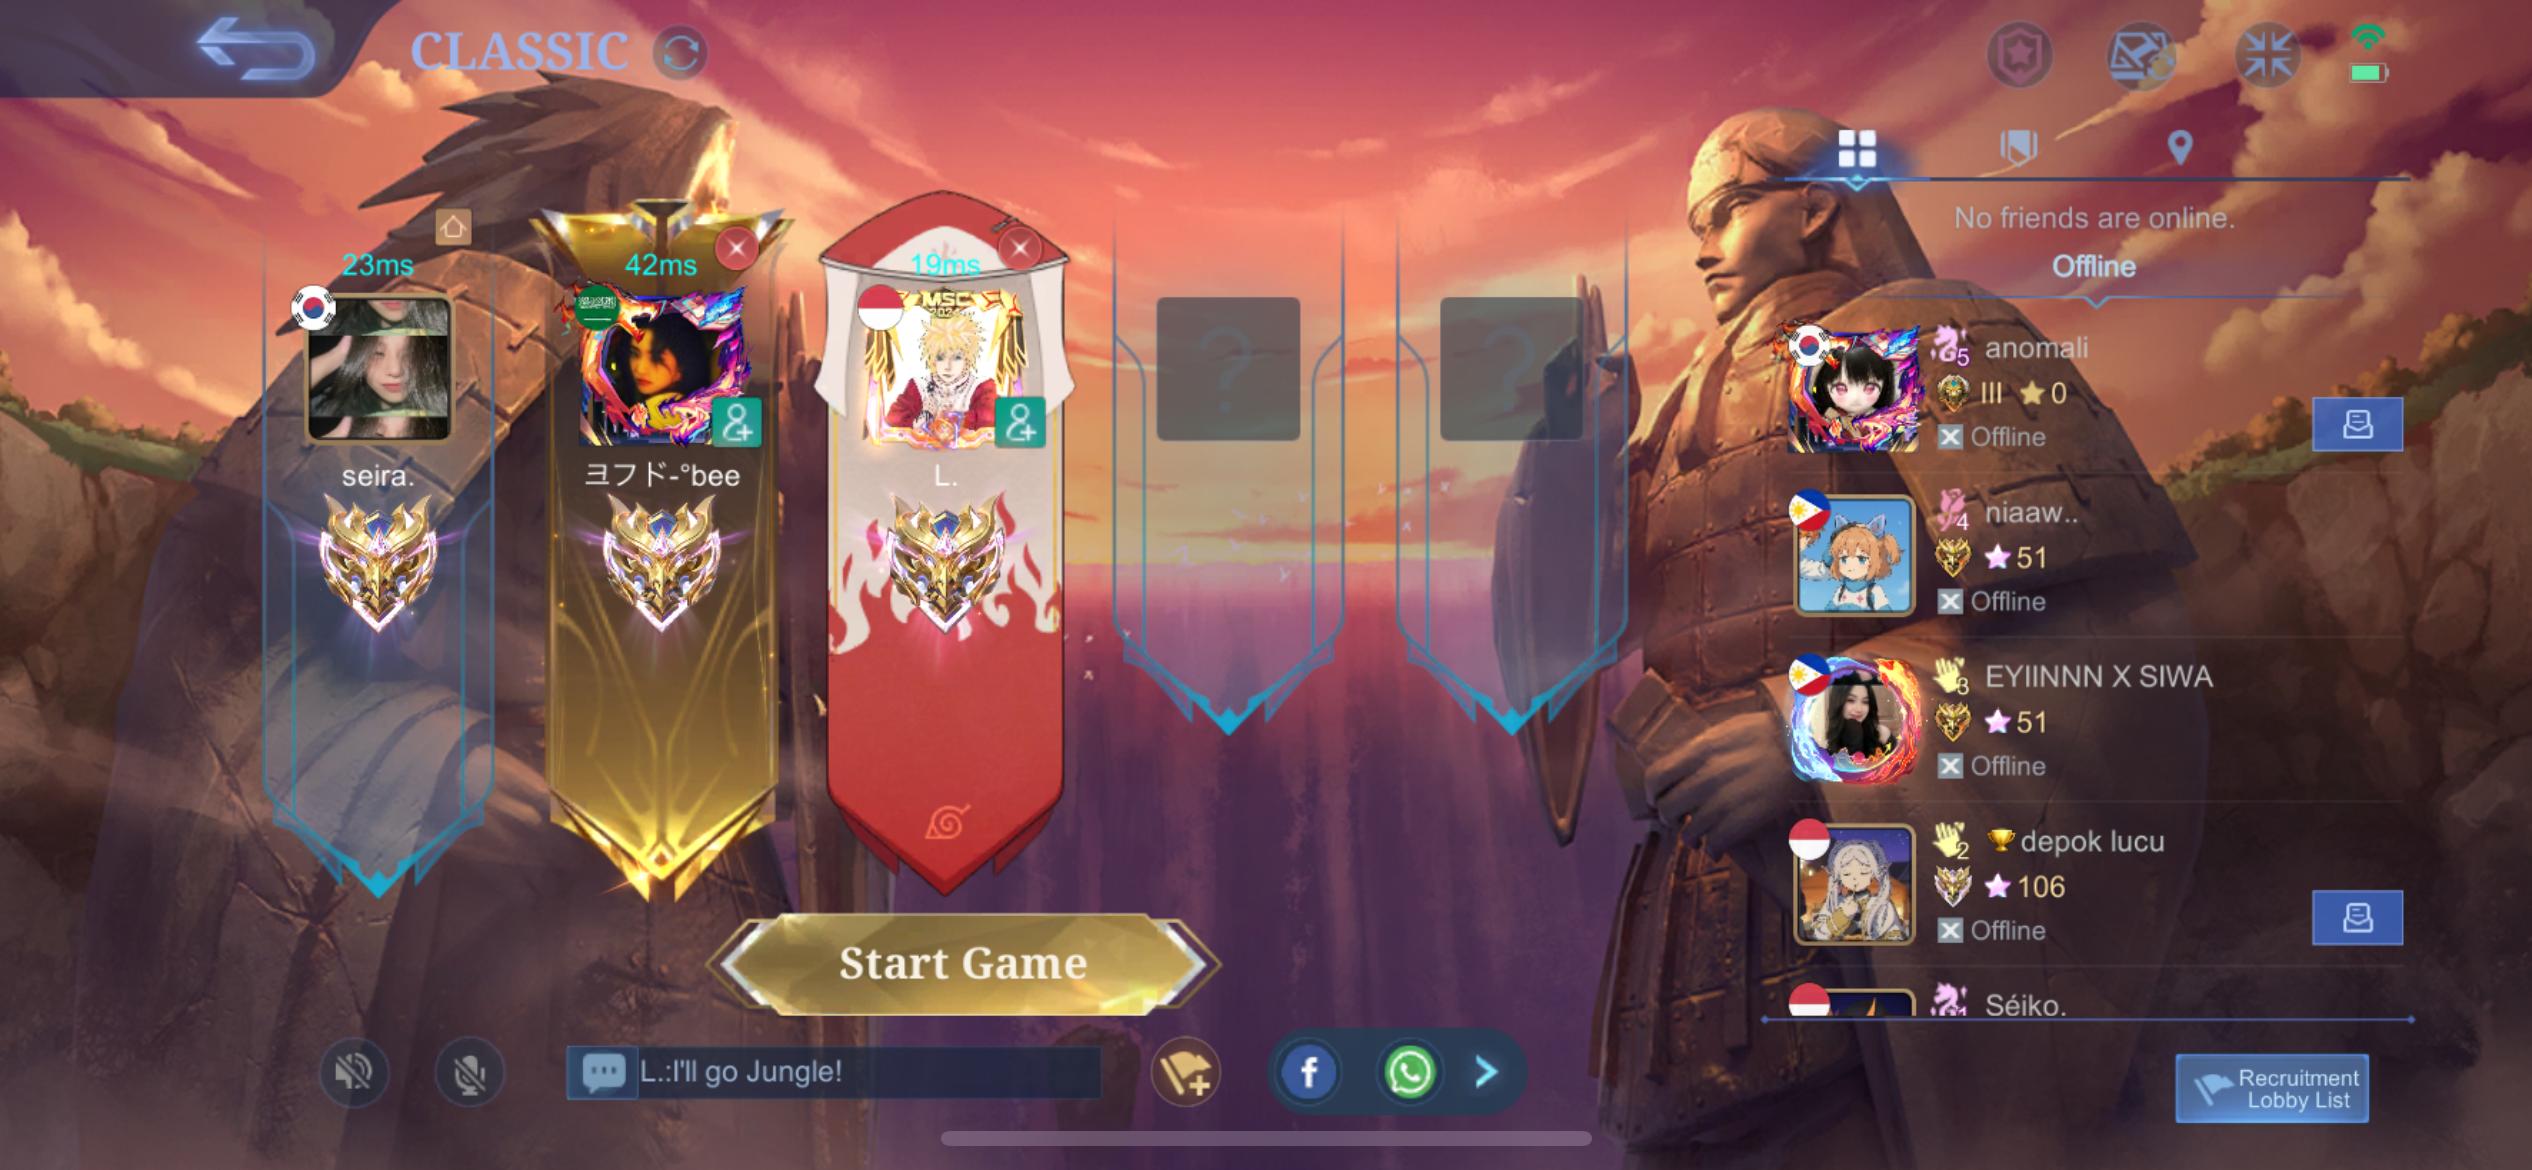 CLASSIC
No friends are online.
Offline
23ms
42ms
19ms
MSC
seira.
ヨフド-°bee
L.
5 anomali
III 0
Offline
4 niaaw..
51
Offline
3 EYIINNN X SIWA
51
Offline
2 depok lucu
106
Offline
Séiko.
Start Game
L.:I'll go Jungle!
Recruitment
Lobby List